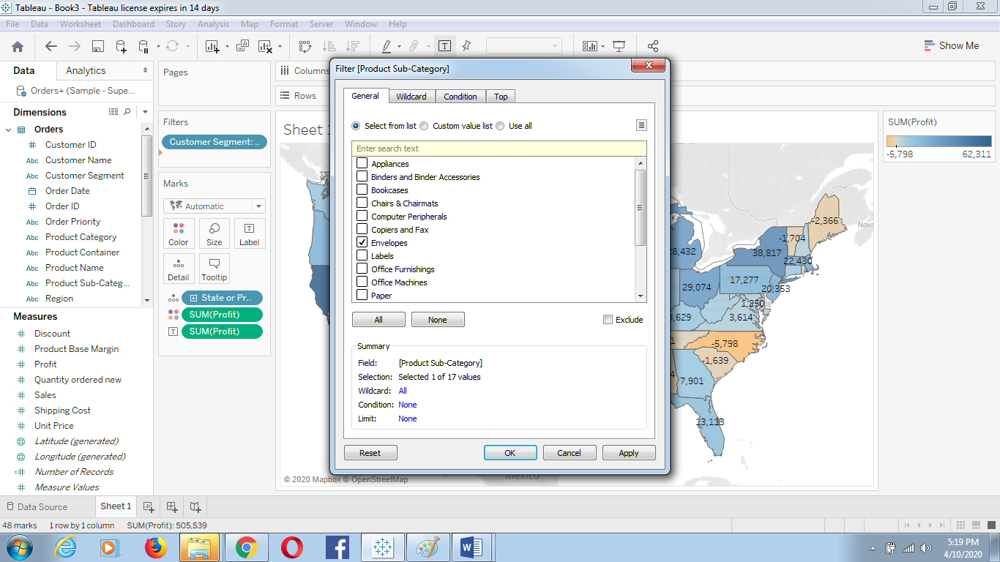 Tableau - Book3 - Tableau license expires in 14 days
File Data Worksheet Dashboard Story Analysis Map Format Server Window Help
Show Me
Data Analytics
Orders+ (Sample - Supe...
Dimensions
Orders
Customer ID
Abc Customer Name
Abc Customer Segment
Order Date
Order ID
Abc Order Priority
Abc Product Category
Abc Product Container
Abc Product Name
Abc Product Sub-Categ...
Abc Region
Measures
Discount
Product Base Margin
Profit
Quantity ordered new
Sales
Shipping Cost
Unit Price
Latitude (generated)
Longitude (generated)
Number of Records
Measure Values
Pages
Filters
Customer Segment: ..
Marks
Automatic
Color Size Label
Detail Tooltip
State or Pr..
SUM(Profit)
SUM(Profit)
Columns
Rows
Sheet
Filter [Product Sub-Category]
General Wildcard Condition Top
Select from list Custom value list Use all
Enter search text
Appliances
Binders and Binder Accessories
Bookcases
Chairs & Chairmats
Computer Peripherals
Copiers and Fax
Envelopes
Labels
Office Furnishings
Office Machines
Paper
All None Exclude
Summary
Field: [Product Sub-Category]
Selection: Selected 1 of 17 values
Wildcard: All
Condition: None
Limit: None
Reset OK Cancel Apply
SUM(Profit)
-5,798 62,311
-2,366
-1,704
38,817
22,430
17,277
29,074
20,353
3,614
-5,798
-1,639
7,901
13,113
Mexico
© 2020 Mapbox © OpenStreetMap
Data Source Sheet 1
48 marks 1 row by 1 column SUM(Profit): 505,539
5:19 PM
4/10/2020